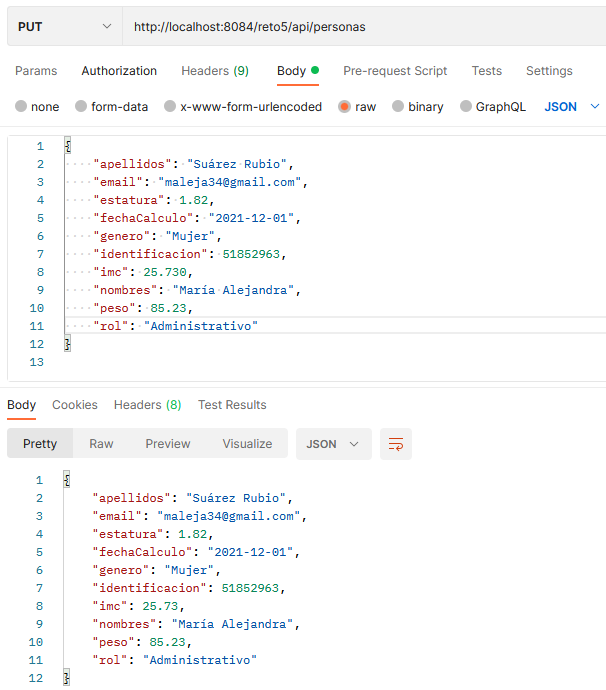 PUT http://localhost:8084/reto5/api/personas
Params Authorization Headers (9) Body Pre-request Script Tests Settings
none form-data x-www-form-urlencoded raw binary GraphQL JSON
1 {
2 ····"apellidos":·"Suárez·Rubio",
3 ····"email":·"maleja34@gmail.com",
4 ····"estatura":·1.82,
5 ····"fechaCalculo":·"2021-12-01",
6 ····"genero":·"Mujer",
7 ····"identificacion":·51852963,
8 ····"imc":·25.730,
9 ····"nombres":·"María·Alejandra",
10 ····"peso":·85.23,
11 ····"rol":·"Administrativo"
12 }
13
Body Cookies Headers (8) Test Results
Pretty Raw Preview Visualize JSON
1 {
2 "apellidos": "Suárez Rubio",
3 "email": "maleja34@gmail.com",
4 "estatura": 1.82,
5 "fechaCalculo": "2021-12-01",
6 "genero": "Mujer",
7 "identificacion": 51852963,
8 "imc": 25.73,
9 "nombres": "María Alejandra",
10 "peso": 85.23,
11 "rol": "Administrativo"
12 }